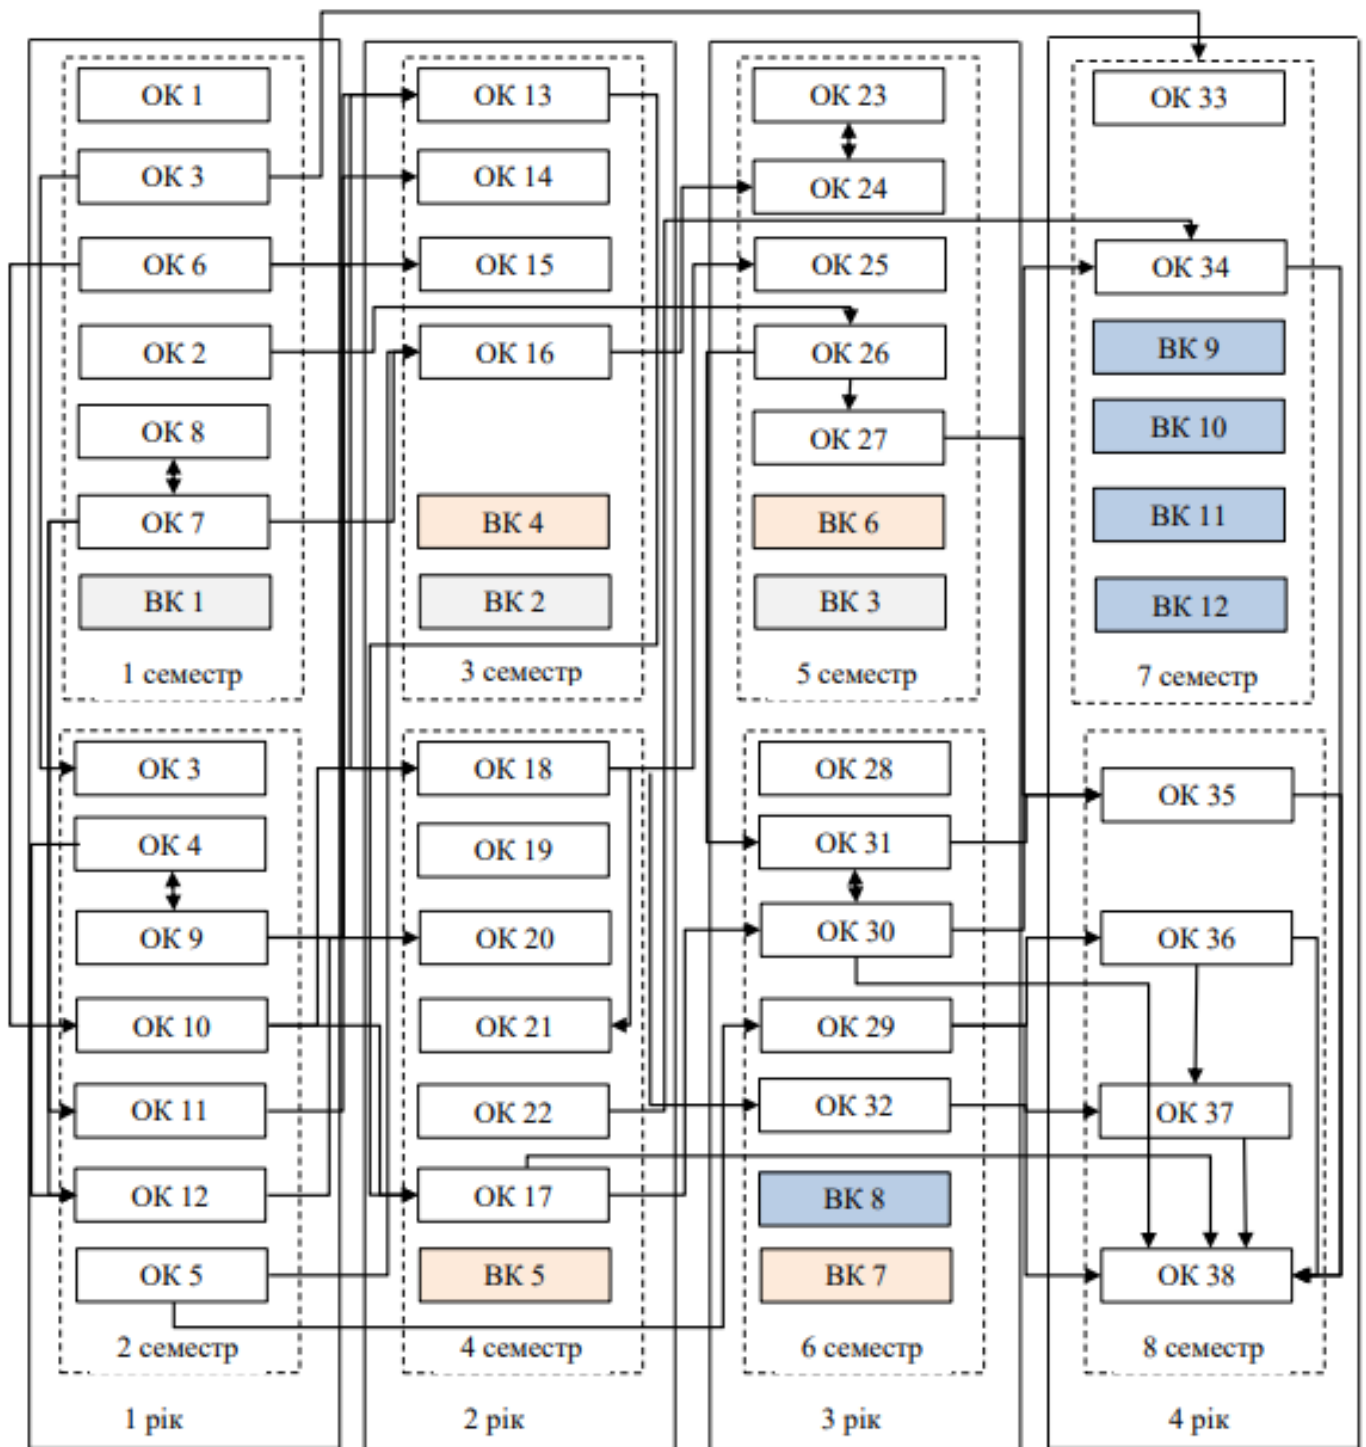 ОК 1
ОК 3
ОК 6
ОК 2
ОК 8
ОК 7
ВК 1
1 семестр
ОК 3
ОК 4
ОК 9
ОК 10
ОК 11
ОК 12
ОК 5
2 семестр
1 рік
ОК 13
ОК 14
ОК 15
ОК 16
ВК 4
ВК 2
3 семестр
ОК 18
ОК 19
ОК 20
ОК 21
ОК 22
ОК 17
ВК 5
4 семестр
2 рік
ОК 23
ОК 24
ОК 25
ОК 26
ОК 27
ВК 6
ВК 3
5 семестр
ОК 28
ОК 31
ОК 30
ОК 29
ОК 32
ВК 8
ВК 7
6 семестр
3 рік
ОК 33
ОК 34
ВК 9
ВК 10
ВК 11
ВК 12
7 семестр
ОК 35
ОК 36
ОК 37
ОК 38
8 семестр
4 рік